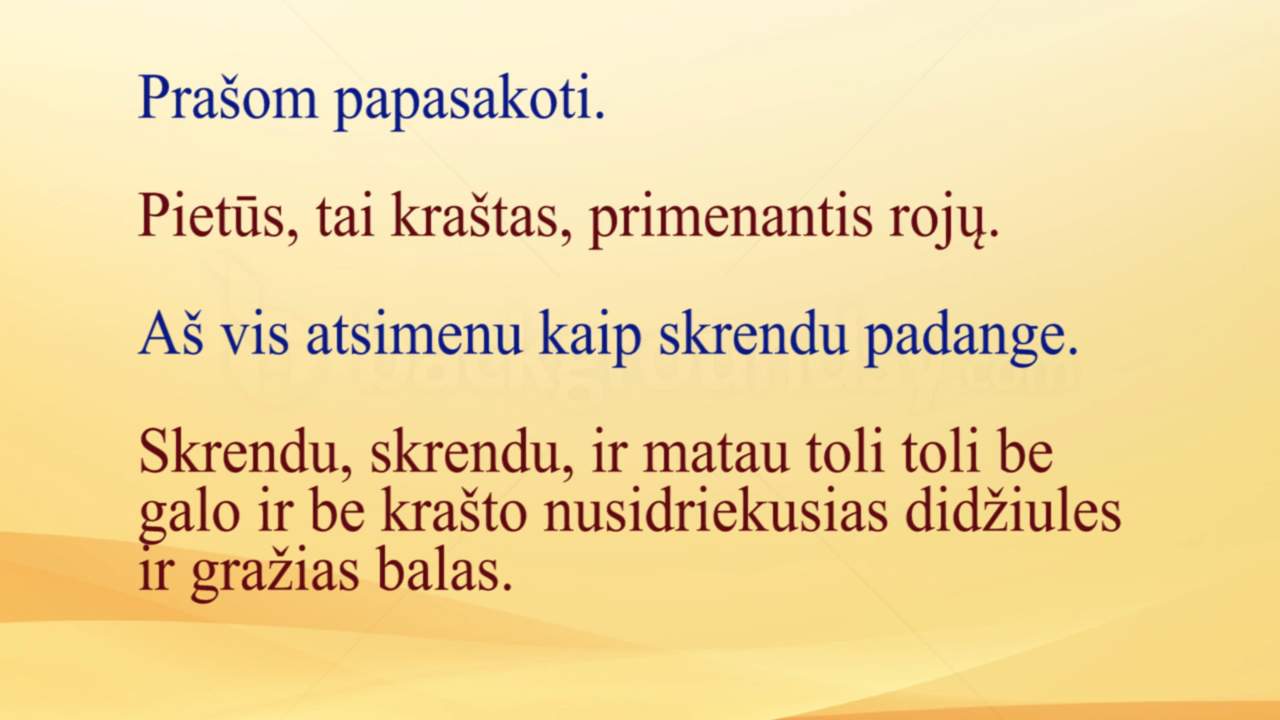 Prašom papasakoti.
Pietūs, tai kraštas, primenantis rojų.
Aš vis atsimenu kaip skrendu padange.
Skrendu, skrendu, ir matau toli toli be
galo ir be krašto nusidriekusias didžiules
ir gražias balas.